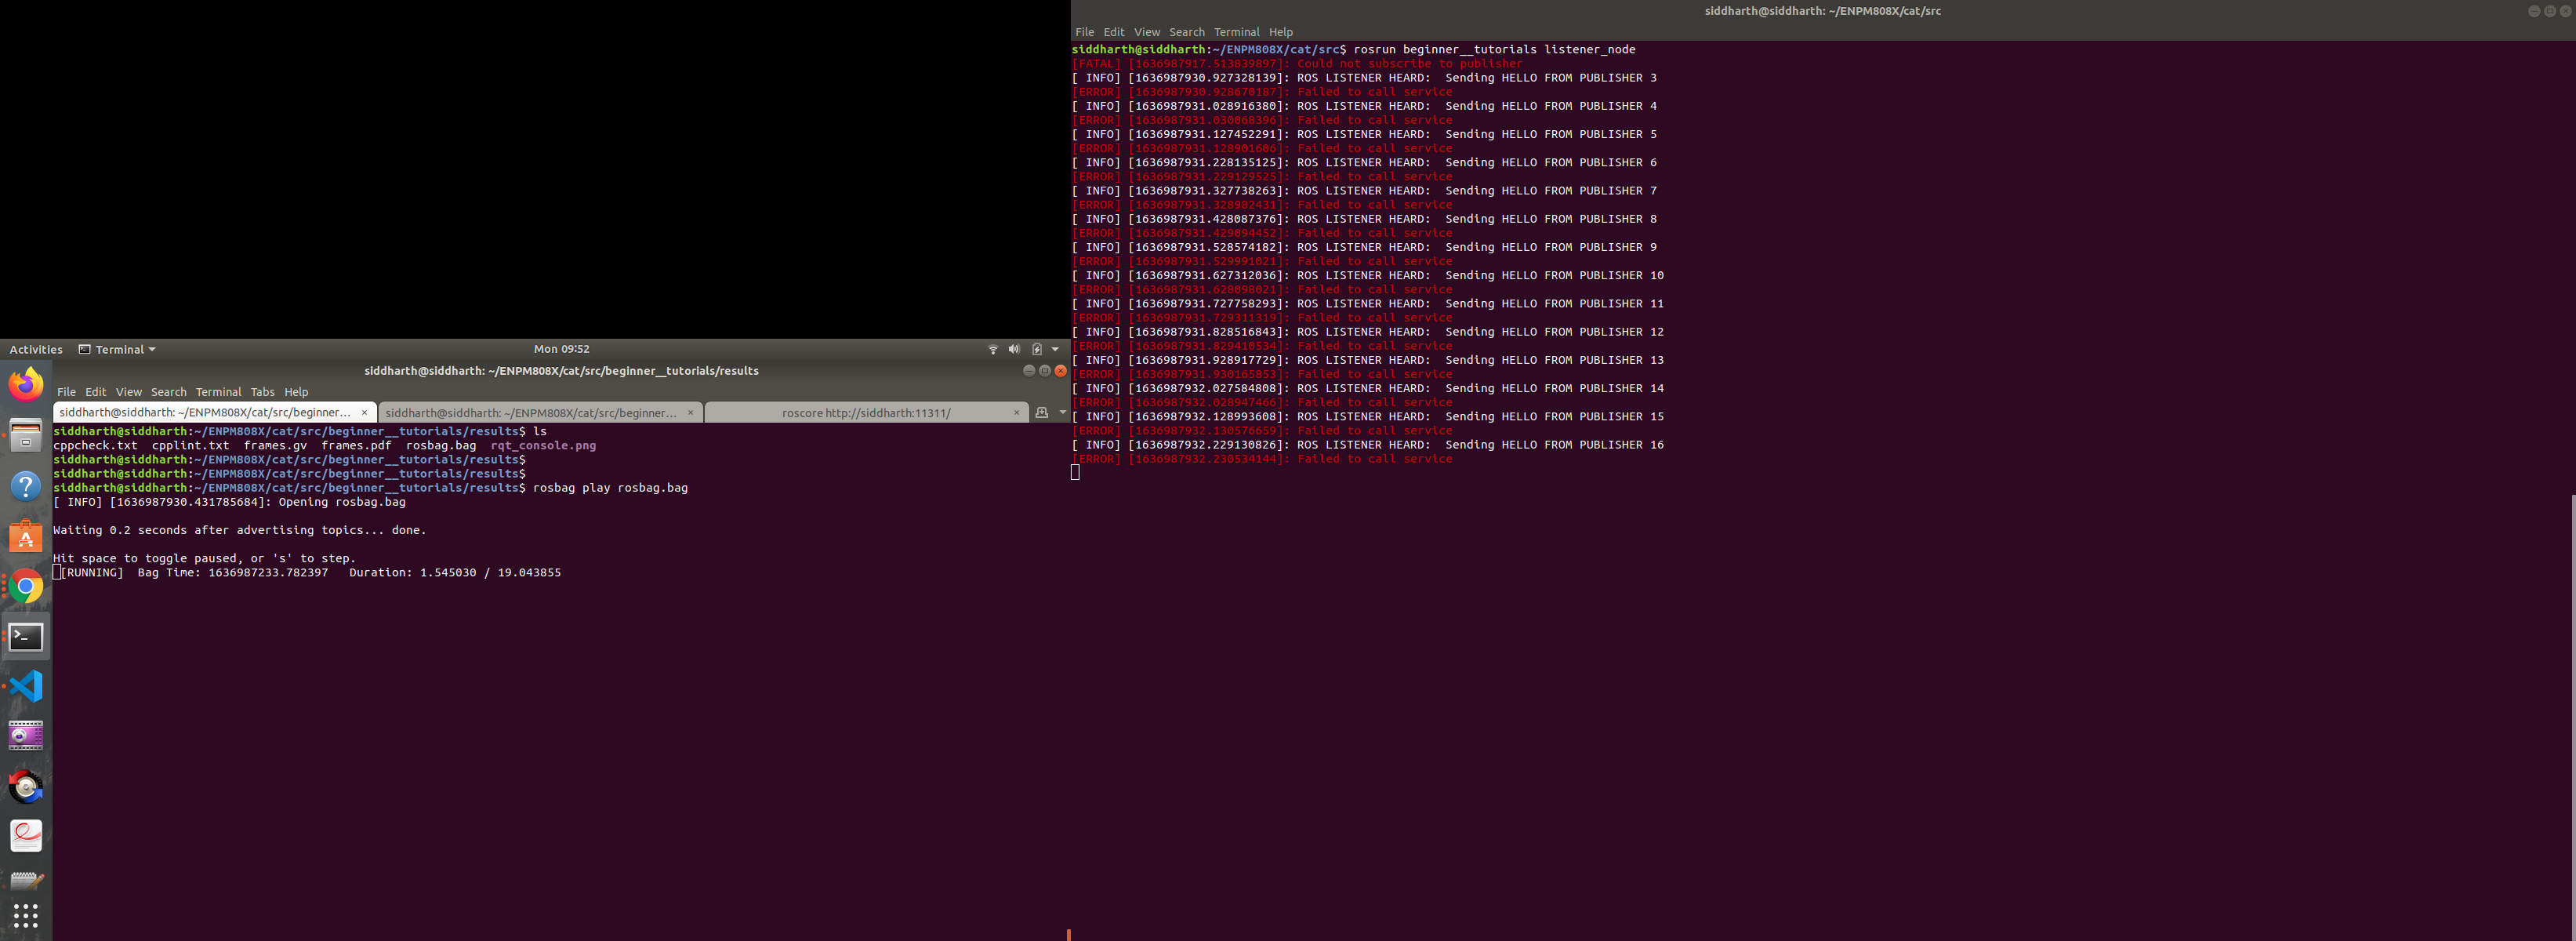 Activities Terminal Mon 09:52
siddharth@siddharth: ~/ENPM808X/cat/src/beginner__tutorials/results
File Edit View Search Terminal Tabs Help
siddharth@siddharth: ~/ENPM808X/cat/src/beginner... × siddharth@siddharth: ~/ENPM808X/cat/src/beginner... × roscore http://siddharth:11311/ ×
siddharth@siddharth:~/ENPM808X/cat/src/beginner__tutorials/results$ ls
cppcheck.txt cpplint.txt frames.gv frames.pdf rosbag.bag rqt_console.png
siddharth@siddharth:~/ENPM808X/cat/src/beginner__tutorials/results$
siddharth@siddharth:~/ENPM808X/cat/src/beginner__tutorials/results$
siddharth@siddharth:~/ENPM808X/cat/src/beginner__tutorials/results$ rosbag play rosbag.bag
[ INFO] [1636987930.431785684]: Opening rosbag.bag
Waiting 0.2 seconds after advertising topics... done.
Hit space to toggle paused, or 's' to step.
[RUNNING] Bag Time: 1636987233.782397 Duration: 1.545030 / 19.043855
siddharth@siddharth: ~/ENPM808X/cat/src
File Edit View Search Terminal Help
siddharth@siddharth:~/ENPM808X/cat/src$ rosrun beginner__tutorials listener_node
[FATAL] [1636987917.513839897]: Could not subscribe to publisher
[ INFO] [1636987930.927328139]: ROS LISTENER HEARD: Sending HELLO FROM PUBLISHER 3
[ERROR] [1636987930.928670187]: Failed to call service
[ INFO] [1636987931.028916380]: ROS LISTENER HEARD: Sending HELLO FROM PUBLISHER 4
[ERROR] [1636987931.030068396]: Failed to call service
[ INFO] [1636987931.127452291]: ROS LISTENER HEARD: Sending HELLO FROM PUBLISHER 5
[ERROR] [1636987931.128901606]: Failed to call service
[ INFO] [1636987931.228135125]: ROS LISTENER HEARD: Sending HELLO FROM PUBLISHER 6
[ERROR] [1636987931.229129525]: Failed to call service
[ INFO] [1636987931.327738263]: ROS LISTENER HEARD: Sending HELLO FROM PUBLISHER 7
[ERROR] [1636987931.328982431]: Failed to call service
[ INFO] [1636987931.428087376]: ROS LISTENER HEARD: Sending HELLO FROM PUBLISHER 8
[ERROR] [1636987931.429094452]: Failed to call service
[ INFO] [1636987931.528574182]: ROS LISTENER HEARD: Sending HELLO FROM PUBLISHER 9
[ERROR] [1636987931.529991021]: Failed to call service
[ INFO] [1636987931.627312036]: ROS LISTENER HEARD: Sending HELLO FROM PUBLISHER 10
[ERROR] [1636987931.628098021]: Failed to call service
[ INFO] [1636987931.727758293]: ROS LISTENER HEARD: Sending HELLO FROM PUBLISHER 11
[ERROR] [1636987931.729311319]: Failed to call service
[ INFO] [1636987931.828516843]: ROS LISTENER HEARD: Sending HELLO FROM PUBLISHER 12
[ERROR] [1636987931.829410534]: Failed to call service
[ INFO] [1636987931.928917729]: ROS LISTENER HEARD: Sending HELLO FROM PUBLISHER 13
[ERROR] [1636987931.930165853]: Failed to call service
[ INFO] [1636987932.027584808]: ROS LISTENER HEARD: Sending HELLO FROM PUBLISHER 14
[ERROR] [1636987932.028947466]: Failed to call service
[ INFO] [1636987932.128993608]: ROS LISTENER HEARD: Sending HELLO FROM PUBLISHER 15
[ERROR] [1636987932.130576659]: Failed to call service
[ INFO] [1636987932.229130826]: ROS LISTENER HEARD: Sending HELLO FROM PUBLISHER 16
[ERROR] [1636987932.230534144]: Failed to call service